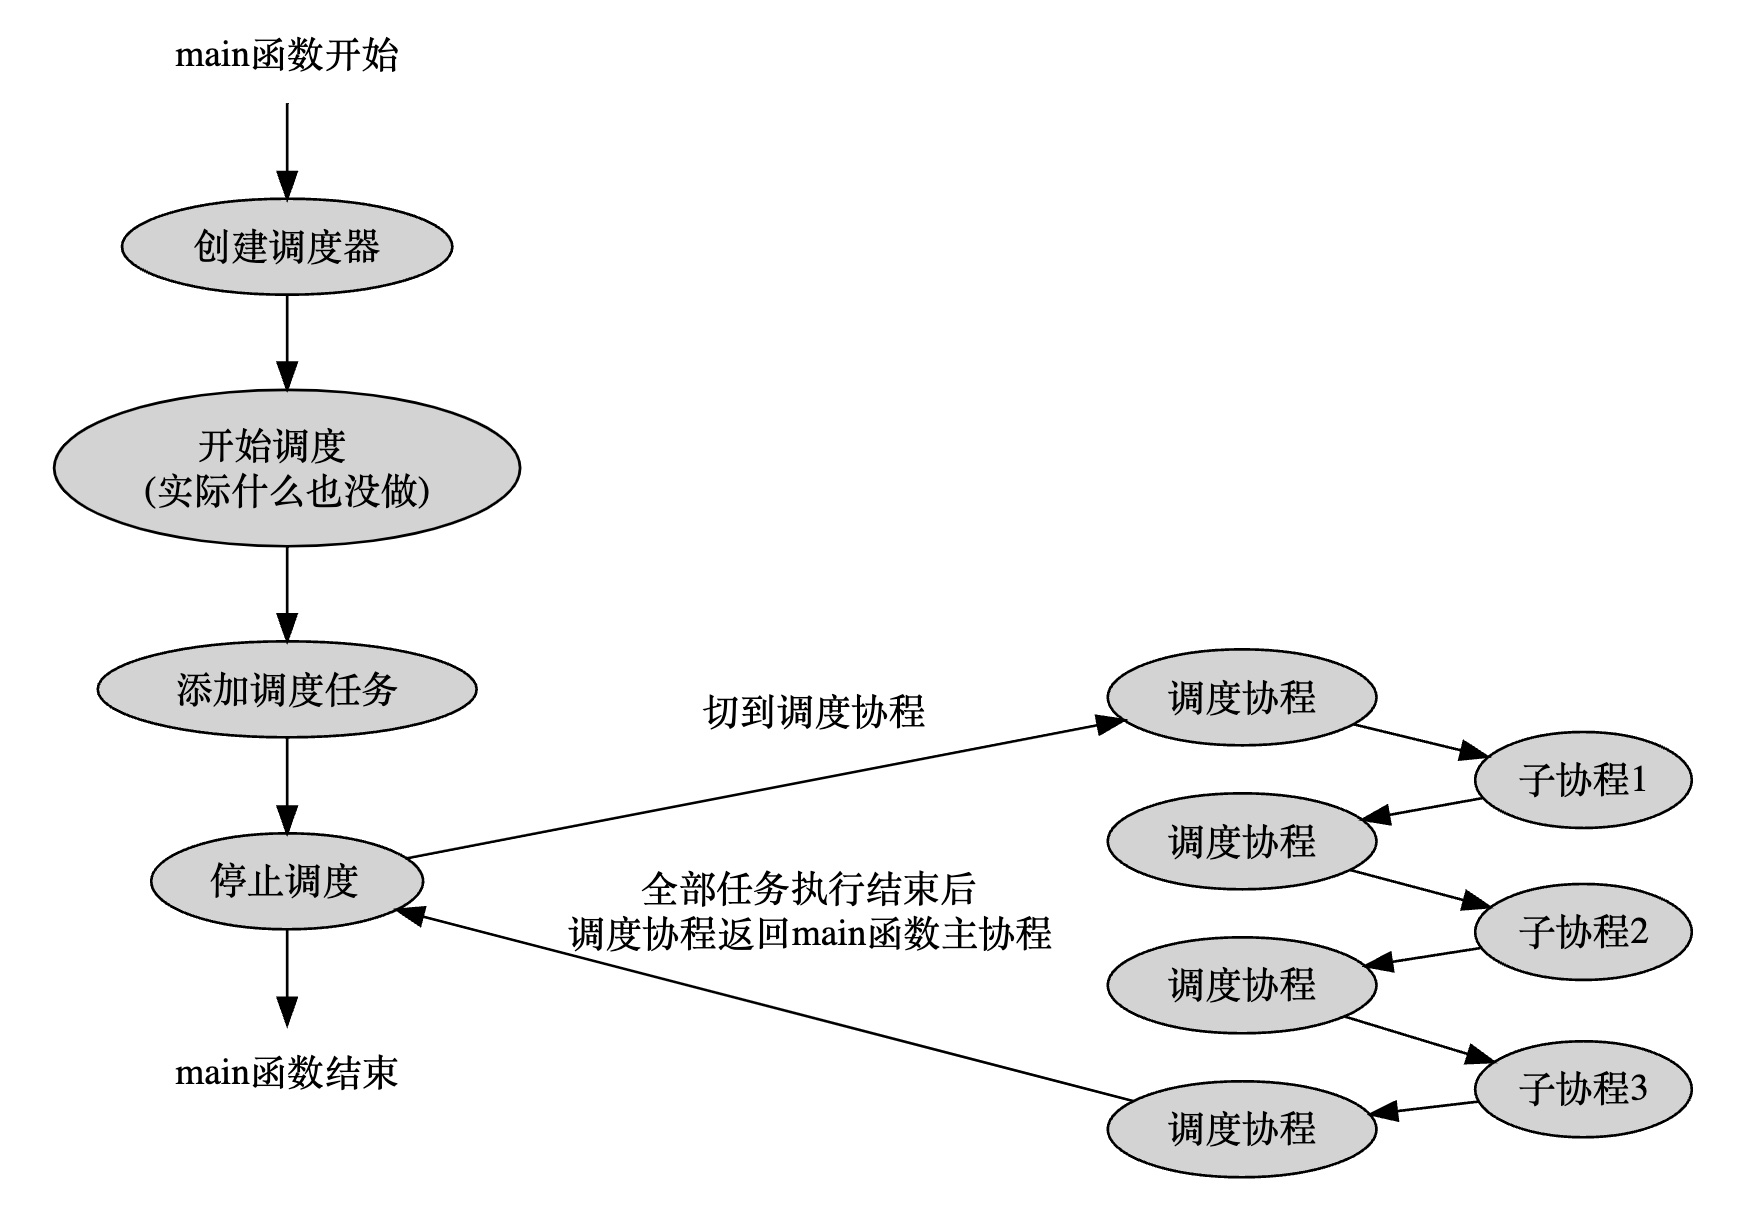 main函数开始
创建调度器
开始调度
(实际什么也没做)
添加调度任务
停止调度
main函数结束
切到调度协程
全部任务执行结束后
调度协程返回main函数主协程
调度协程
子协程1
调度协程
子协程2
调度协程
子协程3
调度协程